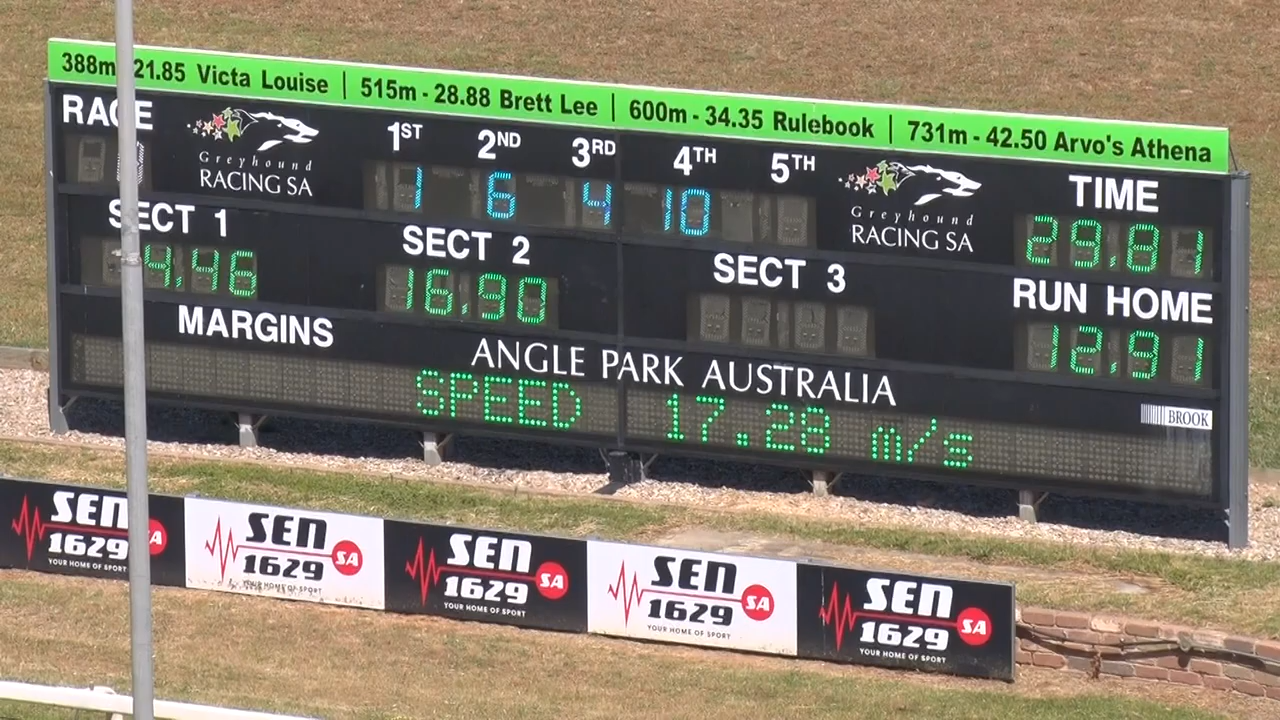 388m 21.85 Victa Louise | 515m - 28.88 Brett Lee | 600m - 34.35 Rulebook | 731m - 42.50 Arvo's Athena
RACE
Greyhound
RACING SA
1ST 2ND 3RD 4TH 5TH
1 6 4 10
Greyhound
RACING SA
TIME
29.81
SECT 1
4.46
SECT 2
16.90
SECT 3
RUN HOME
12.91
MARGINS
ANGLE PARK AUSTRALIA
SPEED 17.28 m/s
BROOK
SEN
1629 SA
YOUR HOME OF SPORT
SEN
1629 SA
YOUR HOME OF SPORT
SEN
1629 SA
YOUR HOME OF SPORT
SEN
1629 SA
YOUR HOME OF SPORT
SEN
1629 SA
YOUR HOME OF SPORT